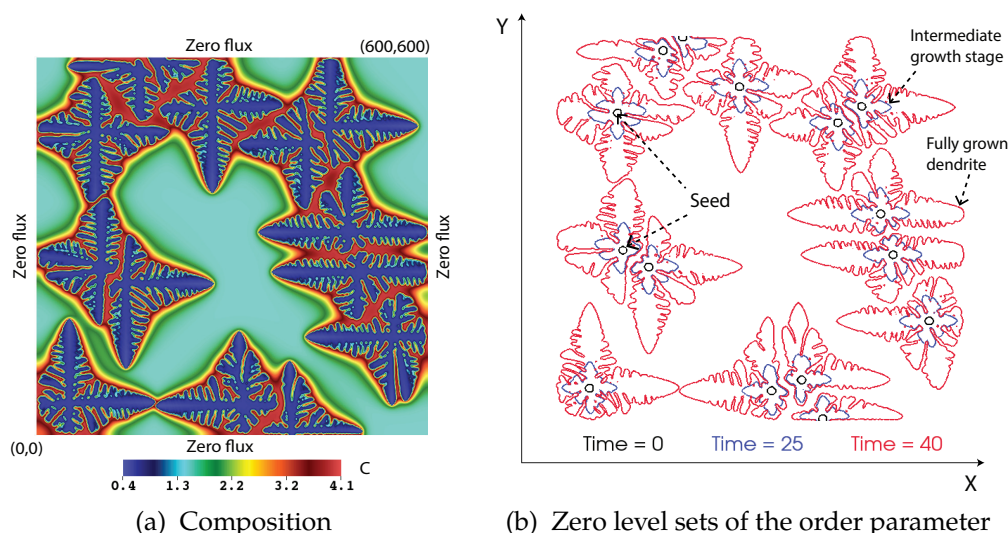 Zero flux
(600,600)
Zero flux
Zero flux
(0,0)
Zero flux
C
0.4 1.3 2.2 3.2 4.1
(a) Composition
Y
Intermediate
growth stage
Fully grown
dendrite
Seed
Time = 0 Time = 25 Time = 40
X
(b) Zero level sets of the order parameter